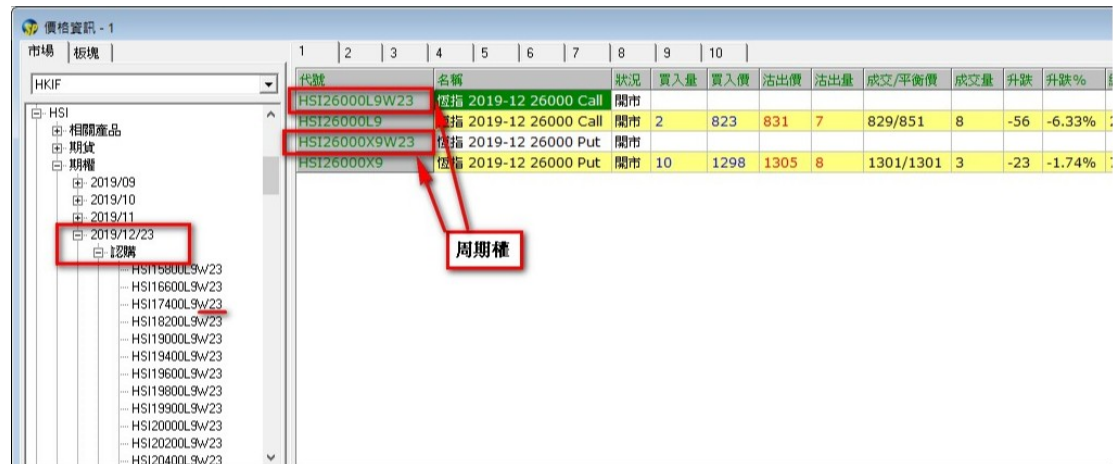 價格資訊 - 1
市場 板塊
HKIF
HSI
相關產品
期貨
期權
2019/09
2019/10
2019/11
2019/12/23
認購
HSI15800L9W23
HSI16600L9W23
HSI17400L9W23
HSI18200L9W23
HSI19000L9W23
HSI19400L9W23
HSI19600L9W23
HSI19800L9W23
HSI19900L9W23
HSI20000L9W23
HSI20200L9W23
HSI20400L9W23
1 2 3 4 5 6 7 8 9 10
代號 名稱 狀況 買入量 買入價 沽出價 沽出量 成交/平衡價 成交量 升跌 升跌%
HSI26000L9W23 恆指 2019-12 26000 Call 開市
HSI26000L9 恆指 2019-12 26000 Call 開市 2 823 831 7 829/851 8 -56 -6.33%
HSI26000X9W23 恆指 2019-12 26000 Put 開市
HSI26000X9 恆指 2019-12 26000 Put 開市 10 1298 1305 8 1301/1301 3 -23 -1.74%
周期權